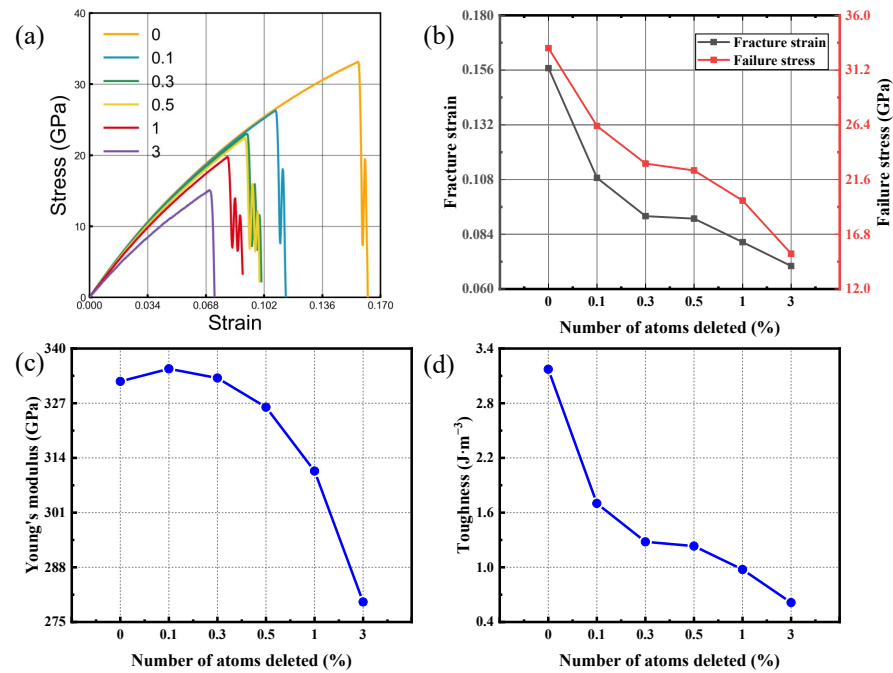 (a)
Stress (GPa)
40
30
20
10
0
0
0.1
0.3
0.5
1
3
0.000 0.034 0.068 0.102 0.136 0.170
Strain
(b)
Fracture strain
0.180
0.156
0.132
0.108
0.084
0.060
Fracture strain
Failure stress
36.0
31.2
26.4
21.6
16.8
12.0
Failure stress (GPa)
0 0.1 0.3 0.5 1 3
Number of atoms deleted (%)
(c)
Young's modulus (GPa)
340
327
314
301
288
275
0 0.1 0.3 0.5 1 3
Number of atoms deleted (%)
(d)
Toughness (J·m⁻³)
3.4
2.8
2.2
1.6
1.0
0.4
0 0.1 0.3 0.5 1 3
Number of atoms deleted (%)